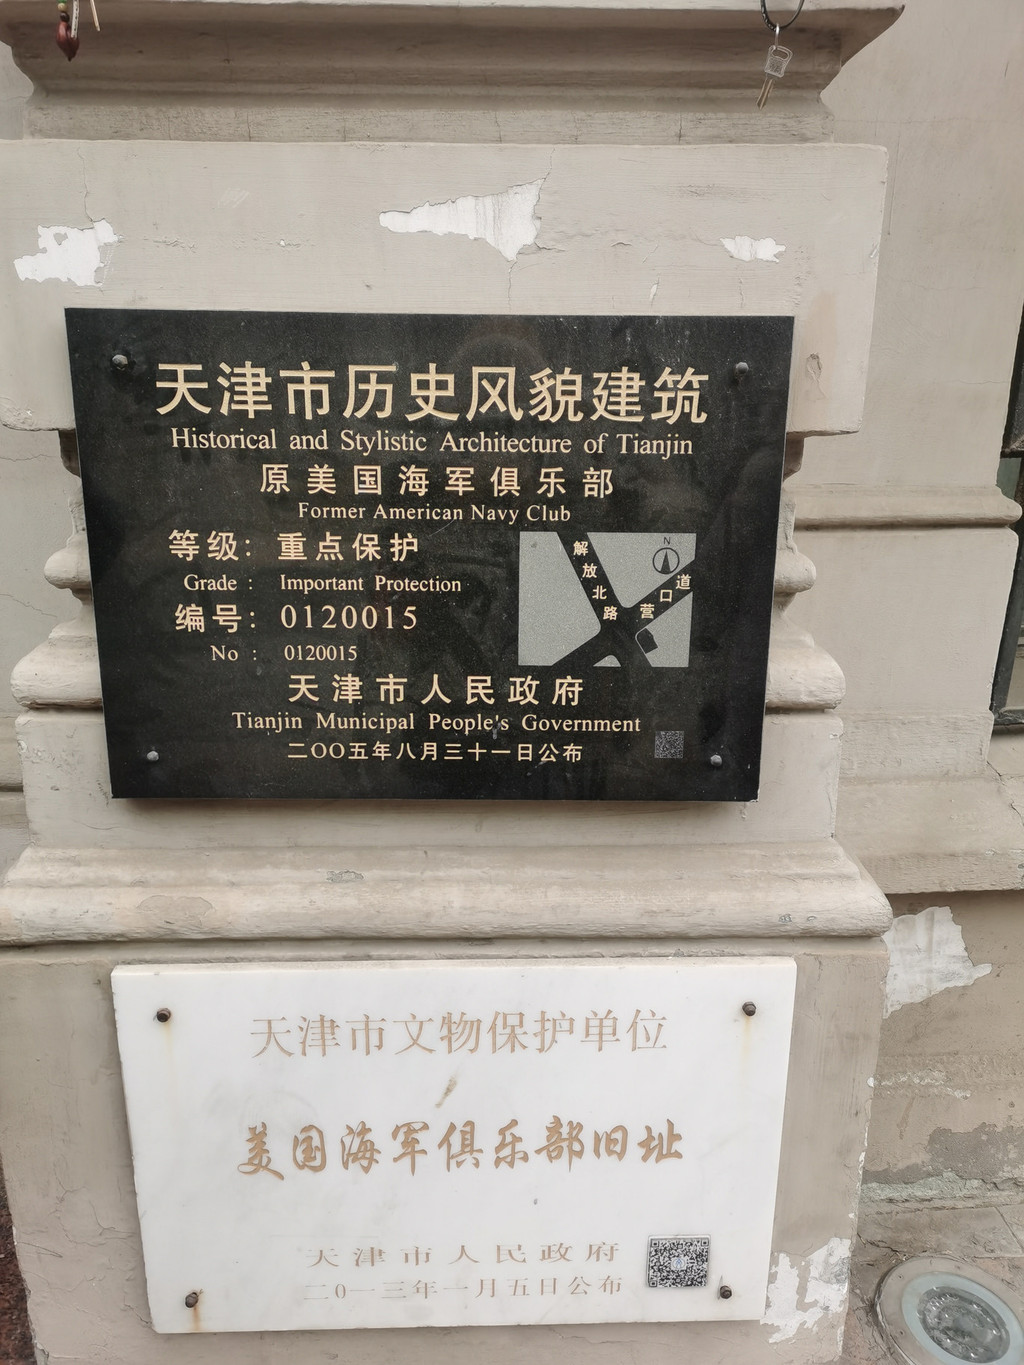 天津市历史风貌建筑
Historical and Stylistic Architecture of Tianjin
原美国海军俱乐部
Former American Navy Club
等级：重点保护
Grade : Important Protection
编号：0120015
No : 0120015
N
解放北路
营口道
天津市人民政府
Tianjin Municipal People's Government
二〇〇五年八月三十一日公布
天津市文物保护单位
美国海军俱乐部旧址
天津市人民政府
二0一三年一月五日公布